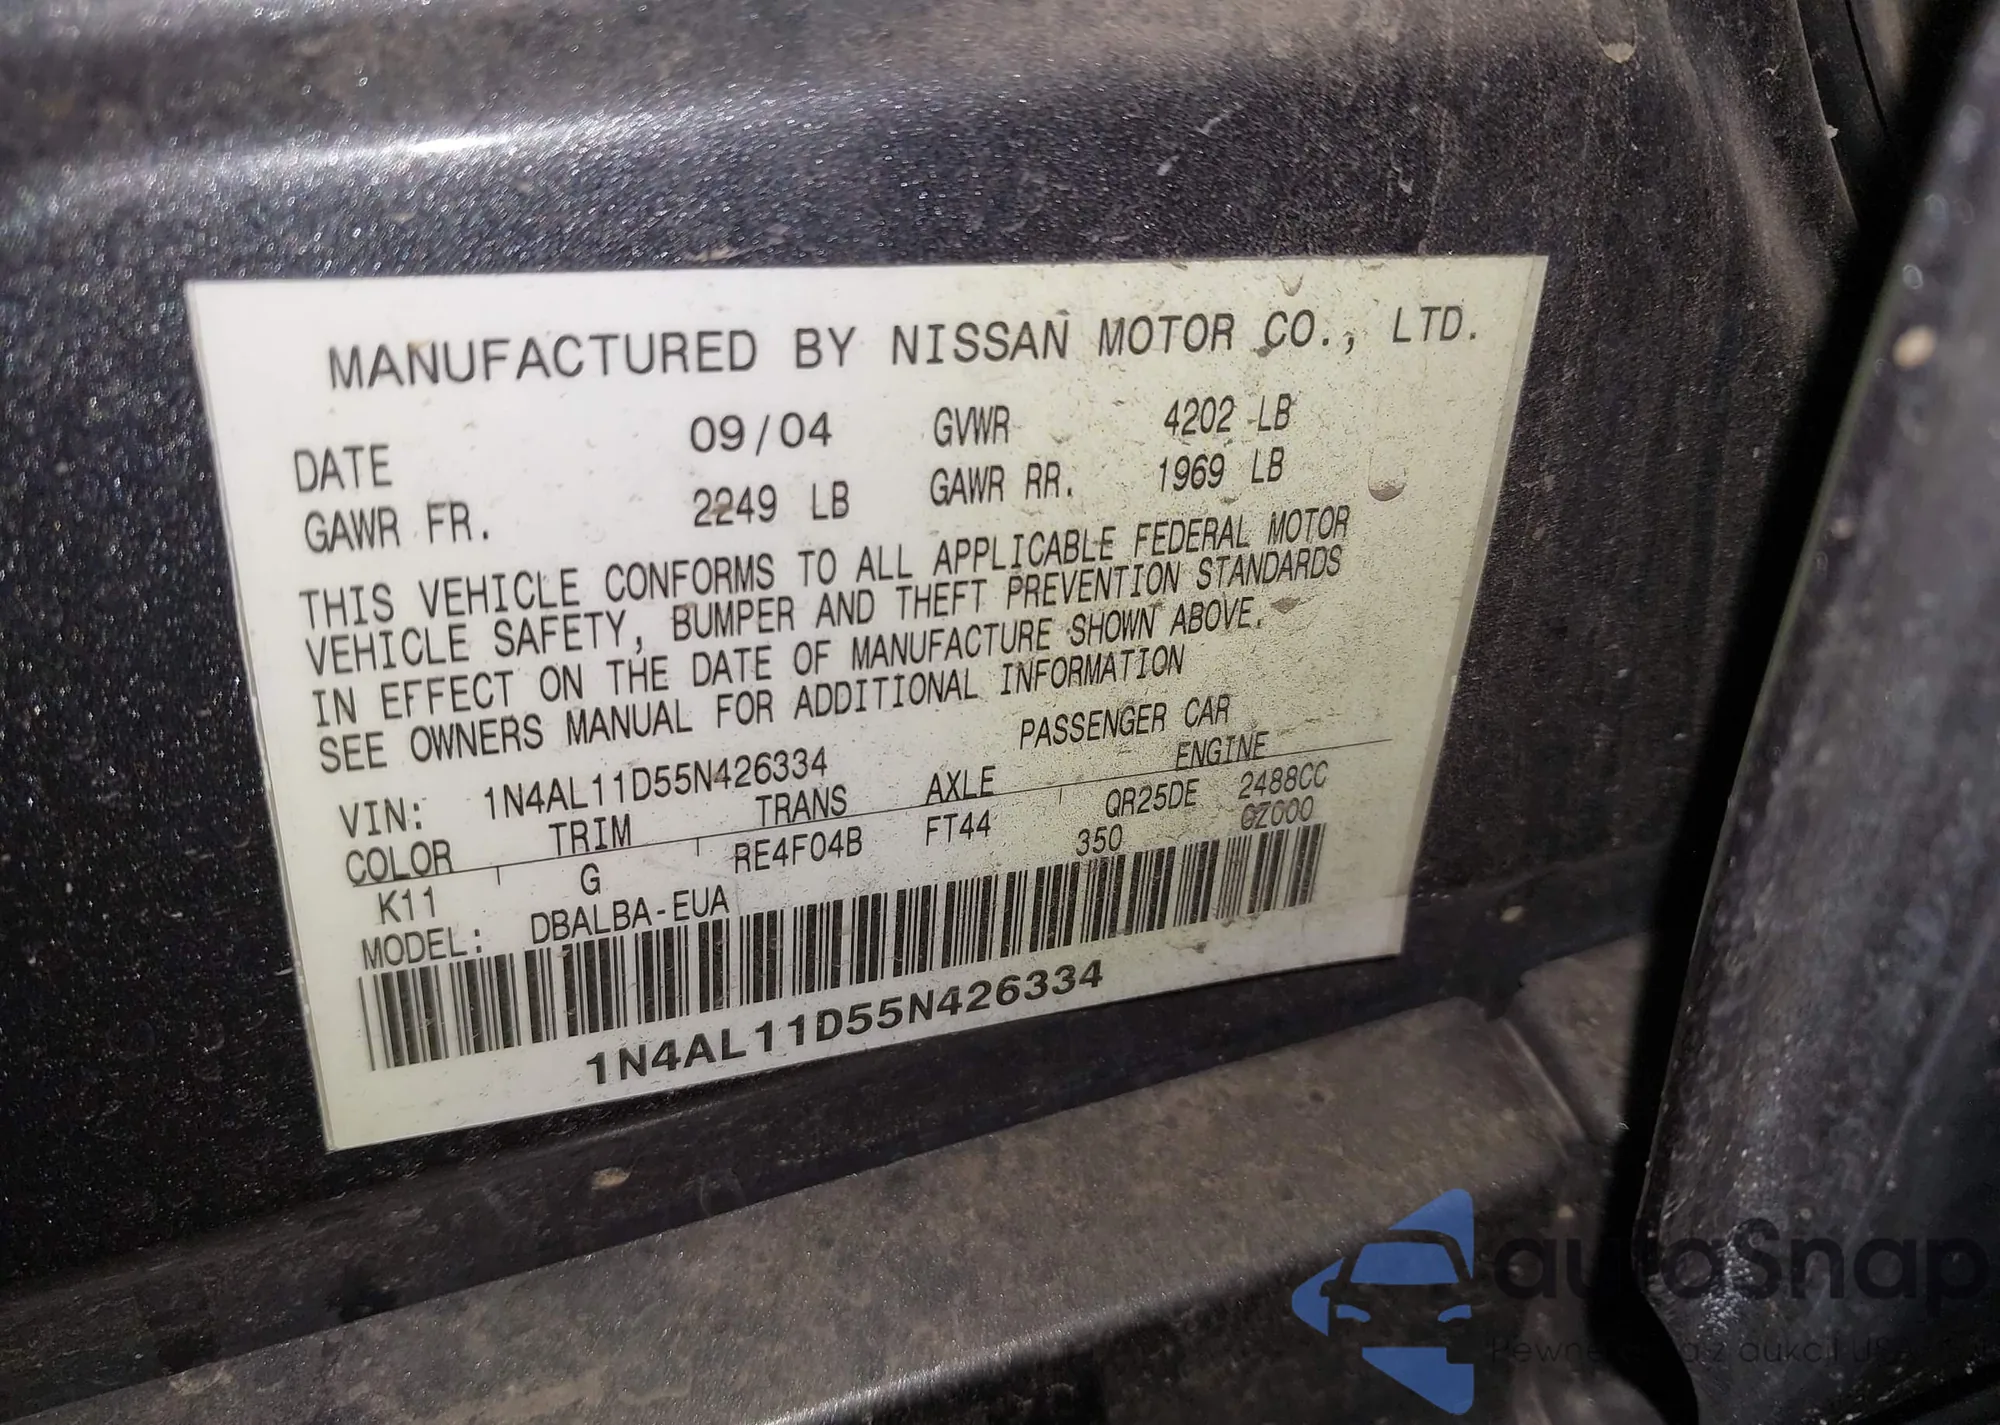 MANUFACTURED BY NISSAN MOTOR CO., LTD.
DATE 09/04 GVWR 4202 LB
GAWR FR. 2249 LB GAWR RR. 1969 LB
THIS VEHICLE CONFORMS TO ALL APPLICABLE FEDERAL MOTOR
VEHICLE SAFETY, BUMPER AND THEFT PREVENTION STANDARDS
IN EFFECT ON THE DATE OF MANUFACTURE SHOWN ABOVE.
SEE OWNERS MANUAL FOR ADDITIONAL INFORMATION
PASSENGER CAR
VIN: 1N4AL11D55N426334
COLOR TRIM TRANS AXLE ENGINE
K11 G RE4F04B FT44 QR25DE 2488CC
MODEL: DBALBA-EUA 350
1N4AL11D55N426334
autoSnap